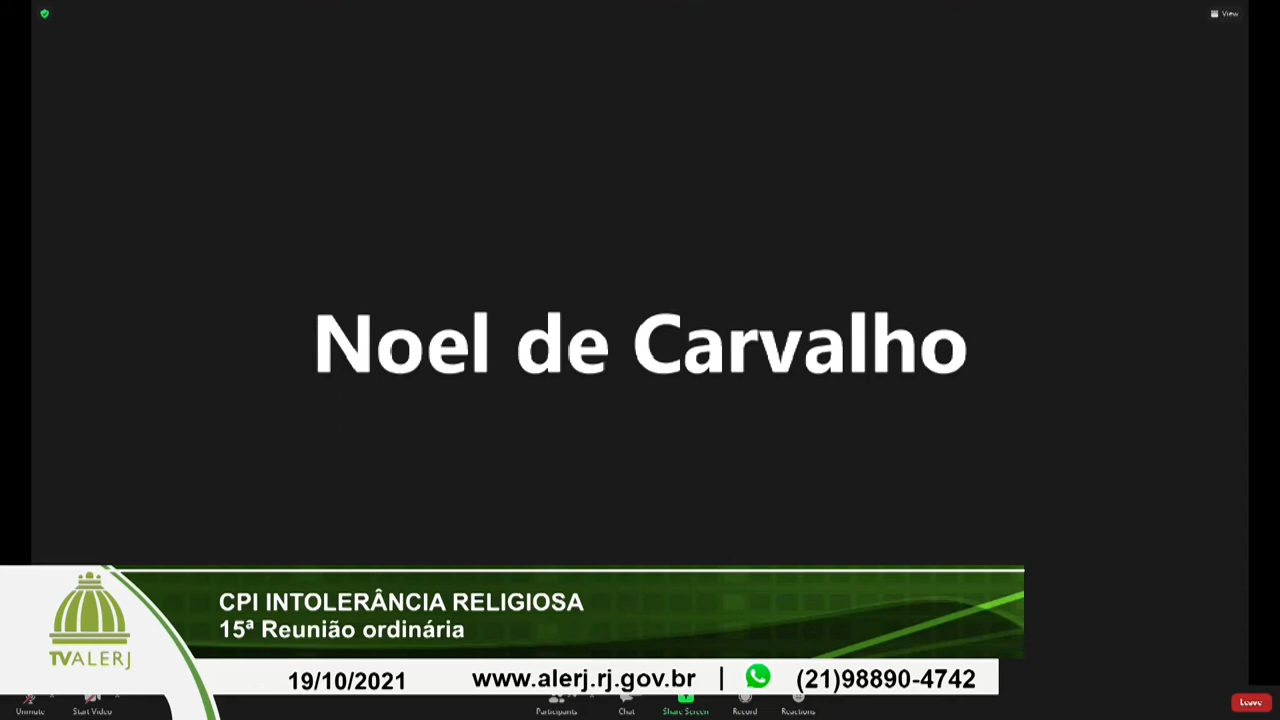 View
Noel de Carvalho
CPI INTOLERÂNCIA RELIGIOSA
15ª Reunião ordinária
TVALERJ
19/10/2021
www.alerj.rj.gov.br | (21)98890-4742
Unmute
Start Video
Participants
Chat
Share Screen
Record
Reactions
Leave